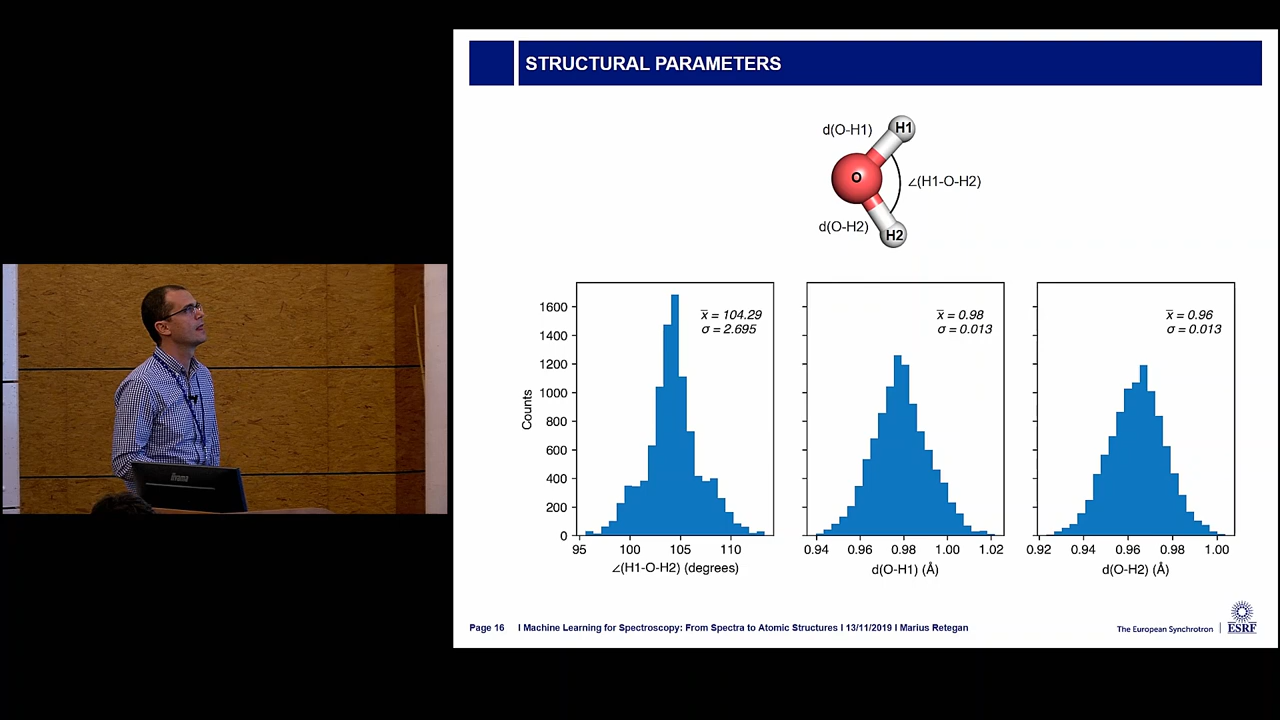 STRUCTURAL PARAMETERS
d(O-H1)
H1
O
∠(H1-O-H2)
d(O-H2)
H2
Counts
1600
1400
1200
1000
800
600
400
200
0
x̅ = 104.29
σ = 2.695
95 100 105 110
∠(H1-O-H2) (degrees)
x̅ = 0.98
σ = 0.013
0.94 0.96 0.98 1.00 1.02
d(O-H1) (Å)
x̅ = 0.96
σ = 0.013
0.92 0.94 0.96 0.98 1.00
d(O-H2) (Å)
iiyama
Page 16 I Machine Learning for Spectroscopy: From Spectra to Atomic Structures I 13/11/2019 I Marius Retegan
The European Synchrotron | ESRF